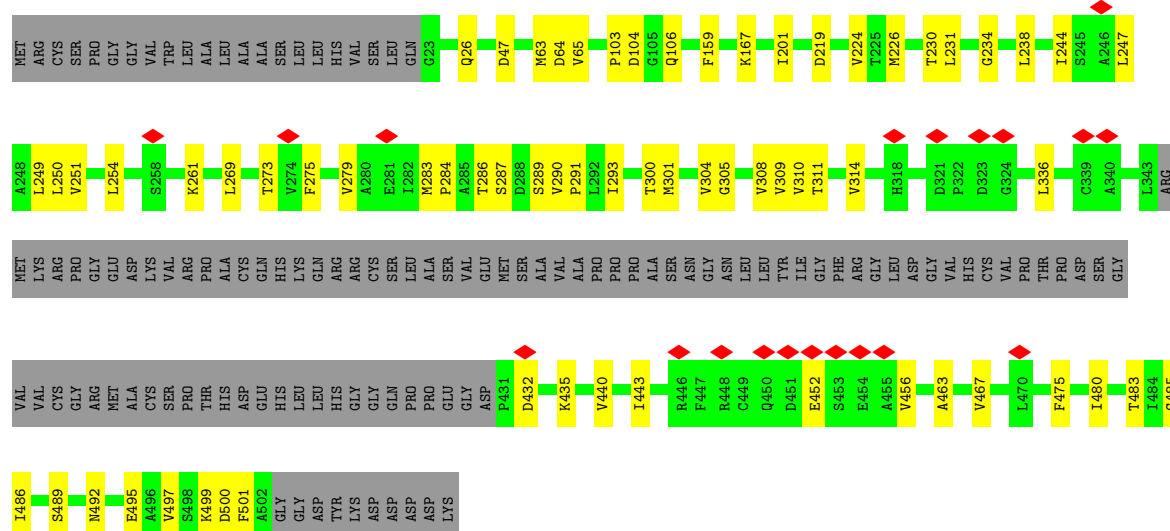 MET ARG CYS SER PRO GLY GLY VAL TRP LEU ALA LEU ALA ALA SER LEU LEU HIS VAL SER LEU GLN G23 Q26 D47 M63 D64 V65 P103 D104 G105 Q106 F159 K167 I201 D219 V224 T225 M226 T230 L231 G234 L238 I244 S245 A246 L247
A248 L249 L250 V251 L254 S258 K261 L269 T273 V274 F275 V279 A280 E281 I282 M283 P284 A285 T286 S287 D288 S289 V290 P291 L292 I293 T300 M301 V304 G305 V308 V309 V310 T311 V314 H318 D321 P322 D323 G324 L336 C339 A340 L343 ARG
MET LYS ARG PRO GLY GLU ASP LYS VAL ARG PRO ALA CYS GLN HIS LYS GLN ARG ARG CYS SER LEU ALA SER VAL GLU MET SER ALA VAL ALA PRO PRO PRO ALA SER ASN GLY ASN LEU LEU TYR ILE GLY PHE ARG GLY LEU ASP GLY VAL HIS CYS VAL PRO THR PRO ASP SER GLY
VAL VAL CYS GLY ARG MET ALA CYS SER PRO THR HIS ASP GLU HIS LEU LEU HIS GLY GLY GLN PRO PRO GLU GLY ASP P431 D432 K435 V440 I443 R446 F447 R448 C449 Q450 D451 E452 S453 E454 A455 V456 A463 V467 L470 F475 I480 T483 I484
I486 S489 N492 E495 A496 V497 S498 K499 D500 F501 A502 GLY GLY ASP TYR LYS ASP ASP ASP ASP LYS